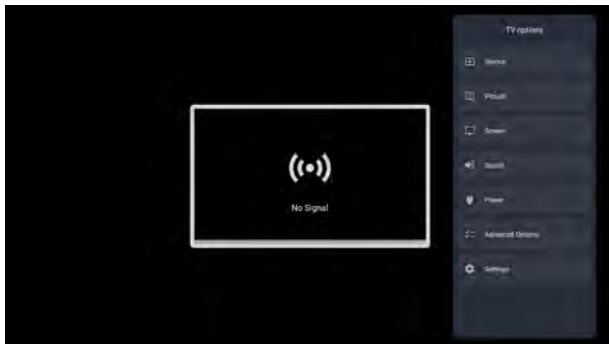 No Signal
TV options
Source
Picture
Screen
Sound
Power
Advanced Options
Settings